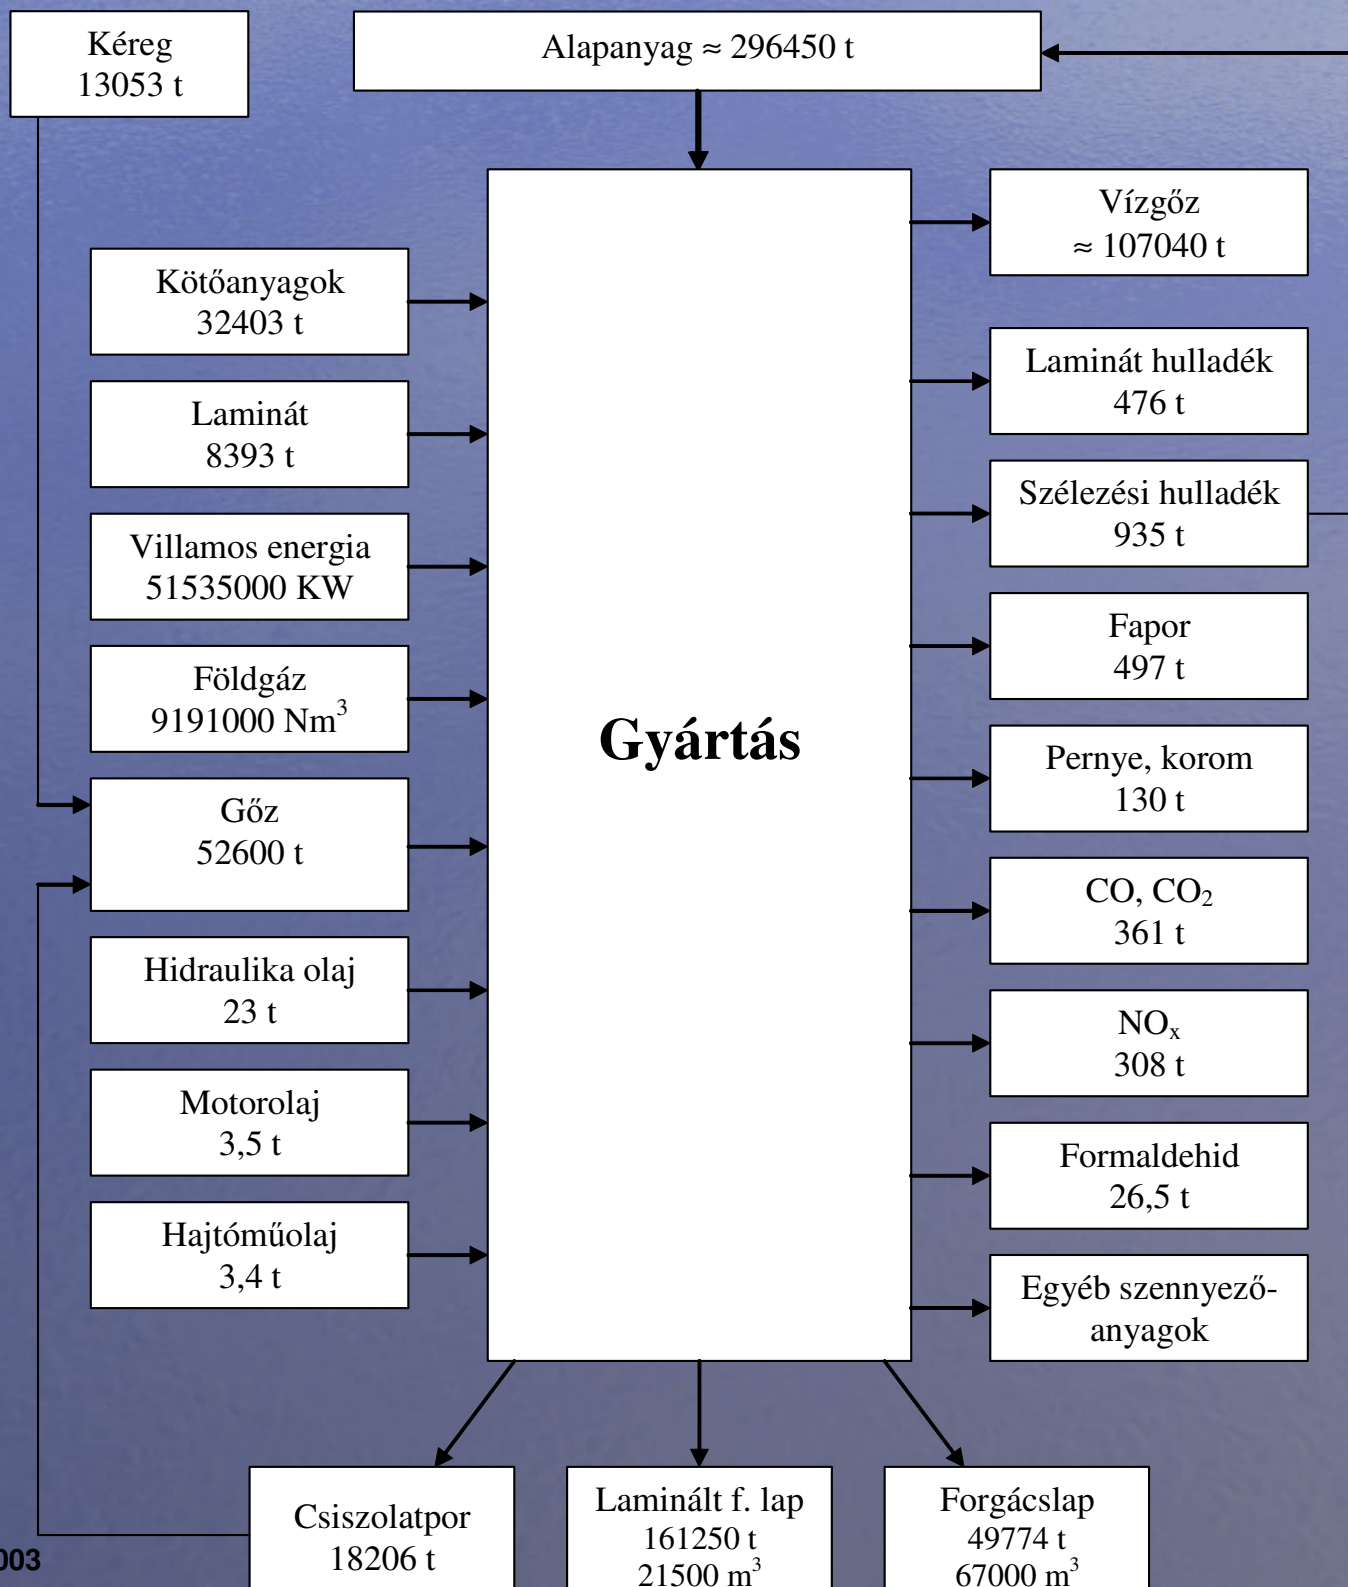 Kéreg
13053 t
Alapanyag ≈ 296450 t
Kötőanyagok
32403 t
Laminát
8393 t
Villamos energia
51535000 KW
Földgáz
9191000 Nm³
Gőz
52600 t
Hidraulika olaj
23 t
Motorolaj
3,5 t
Hajtóműolaj
3,4 t
Gyártás
Vízgőz
≈ 107040 t
Laminát hulladék
476 t
Szélezési hulladék
935 t
Fapor
497 t
Pernye, korom
130 t
CO, CO₂
361 t
NOₓ
308 t
Formaldehid
26,5 t
Egyéb szennyező-
anyagok
Csiszolatpor
18206 t
Laminált f. lap
161250 t
21500 m³
Forgácslap
49774 t
67000 m³
003